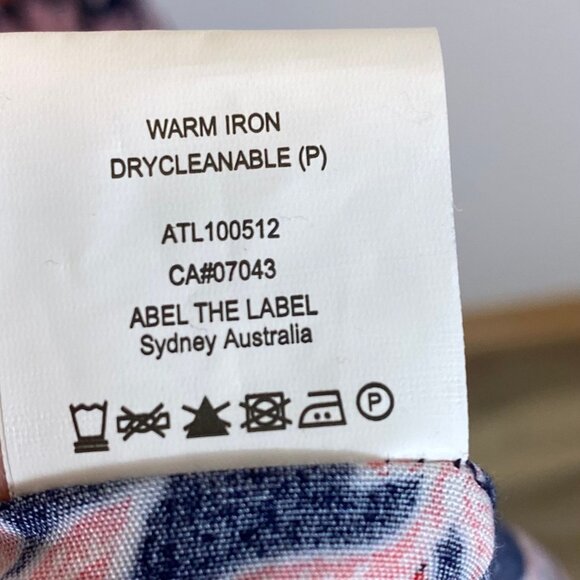 WARM IRON
DRYCLEANABLE (P)
ATL100512
CA#07043
ABEL THE LABEL
Sydney Australia
P